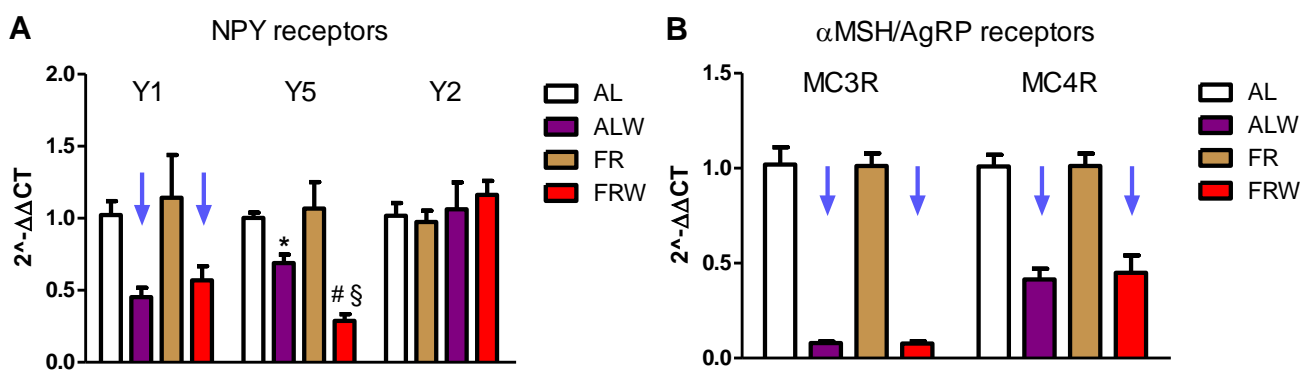 A
NPY receptors
2.0
1.5
1.0
0.5
0.0
2^-ΔΔCT
Y1
Y5
Y2
*
# §
AL
ALW
FR
FRW
B
αMSH/AgRP receptors
1.5
1.0
0.5
0.0
2^-ΔΔCT
MC3R
MC4R
AL
ALW
FR
FRW